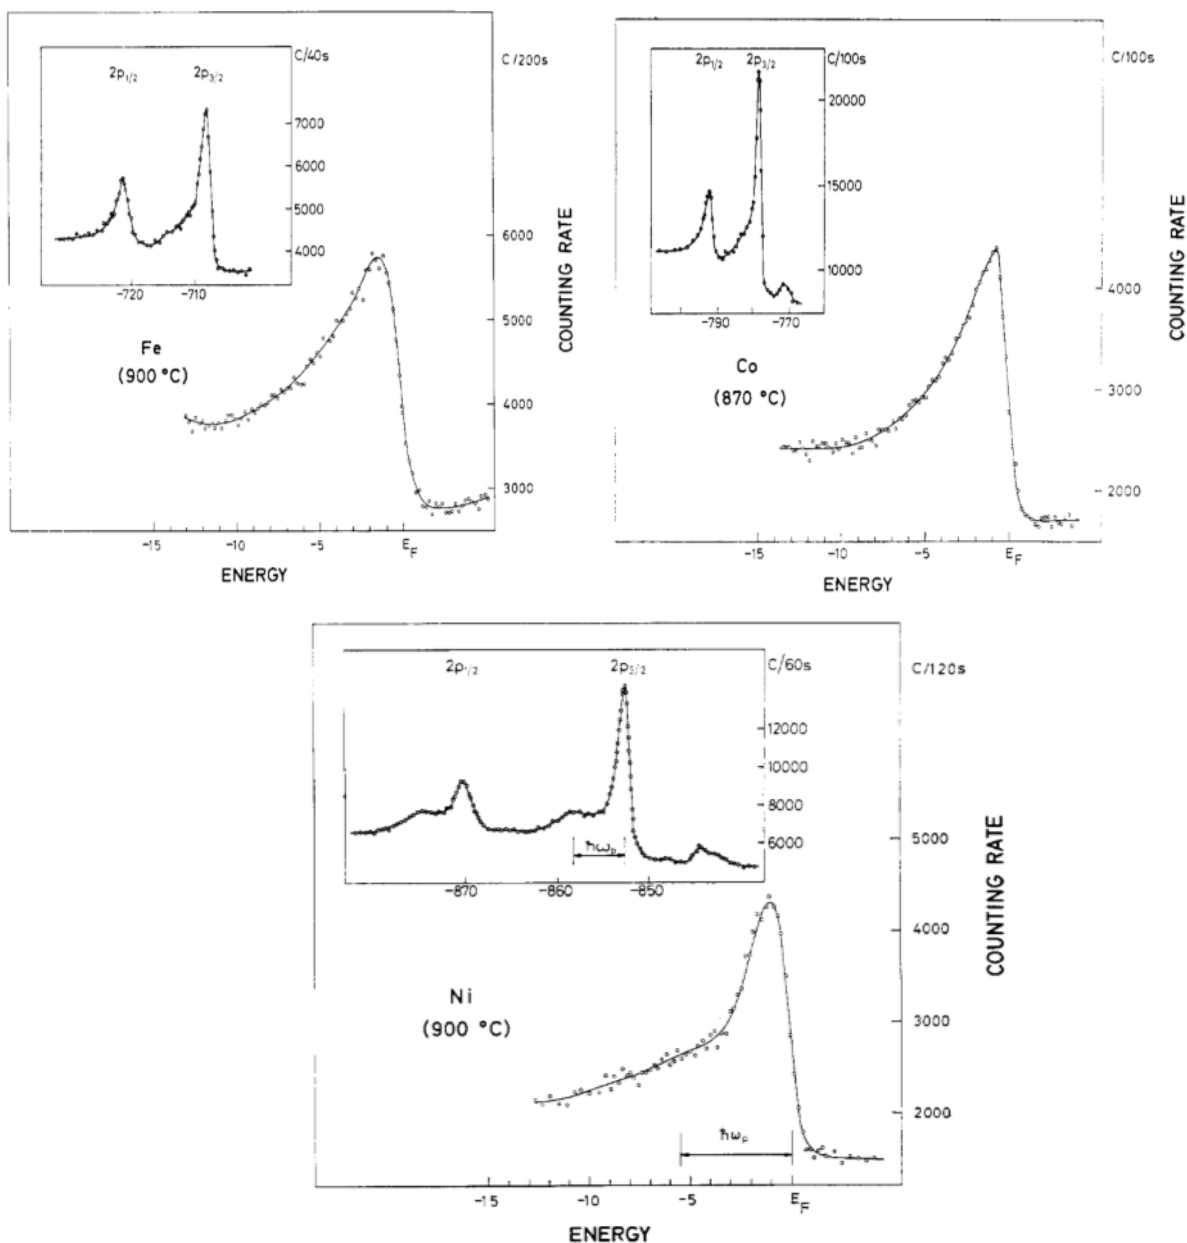 C/40s
C/200s
2p1/2 2p3/2
7000
6000
5000
4000
-720 -710
Fe
(900 °C)
6000
5000
4000
3000
COUNTING RATE
-15 -10 -5 EF
ENERGY
C/100s
C/100s
2p1/2 2p3/2
20000
15000
10000
-790 -770
Co
(870 °C)
4000
3000
2000
COUNTING RATE
-15 -10 -5 EF
ENERGY
C/60s
C/120s
2p1/2 2p3/2
12000
10000
8000
6000
ħωp
-870 -860 -850
Ni
(900 °C)
5000
4000
3000
2000
COUNTING RATE
ħωp
-15 -10 -5 EF
ENERGY